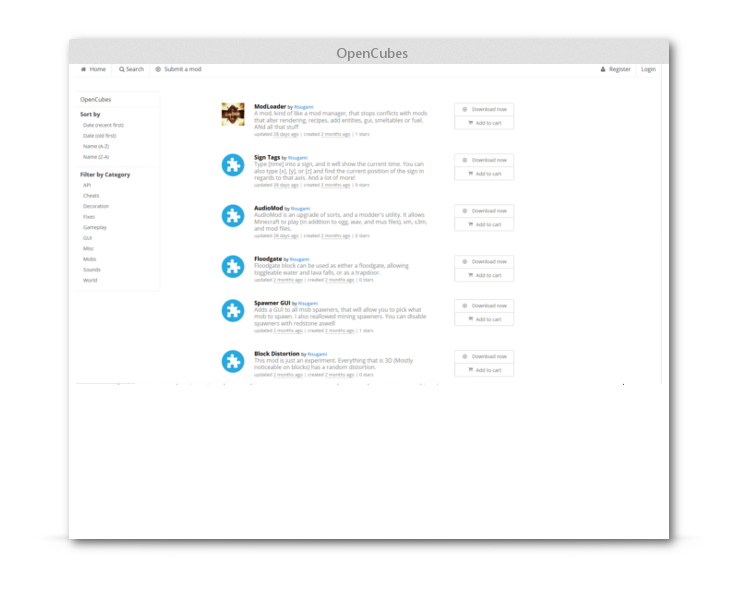 OpenCubes
Home Search Submit a mod Register Login
OpenCubes
Sort by
Date (recent first)
Date (old first)
Name (A-Z)
Name (Z-A)
Filter by Category
API
Cheats
Decoration
Fixes
Gameplay
GUI
Misc
Mobs
Sounds
World
ModLoader by Risugami
A mod, kind of like a mod manager, that stops conflicts with mods
that alter rendering, recipes, add entities, gui, smeltables or fuel.
ANd all that stuff
updated 28 days ago | created 2 months ago | 1 stars
Download now
Add to cart
Sign Tags by Risugami
Type [time] into a sign, and it will show the current time. You can
also type [x], [y], or [z] and find the current position of the sign in
regards to that axis. And a lot of more!
updated 28 days ago | created 2 months ago | 0 stars
Download now
Add to cart
AudioMod by Risugami
AudioMod is an upgrade of sorts, and a modder's utility. It allows
Minecraft to play (in addition to ogg, wav, and mus files), xm, s3m,
and mod files.
updated 28 days ago | created 2 months ago | 0 stars
Download now
Add to cart
Floodgate by Risugami
Floodgate block can be used as either a floodgate, allowing
toggleable water and lava falls, or as a trapdoor.
updated 2 months ago | created 2 months ago | 0 stars
Download now
Add to cart
Spawner GUI by Risugami
Adds a GUI to all mob spawners, that will allow you to pick what
mob to spawn. I also reallowed mining spawners. You can disable
spawners with redstone aswell
updated 2 months ago | created 2 months ago | 1 stars
Download now
Add to cart
Block Distortion by Risugami
This mod is just an experiment. Everything that is 3D (Mostly
noticeable on blocks) has a random distortion.
updated 2 months ago | created 2 months ago | 0 stars
Download now
Add to cart